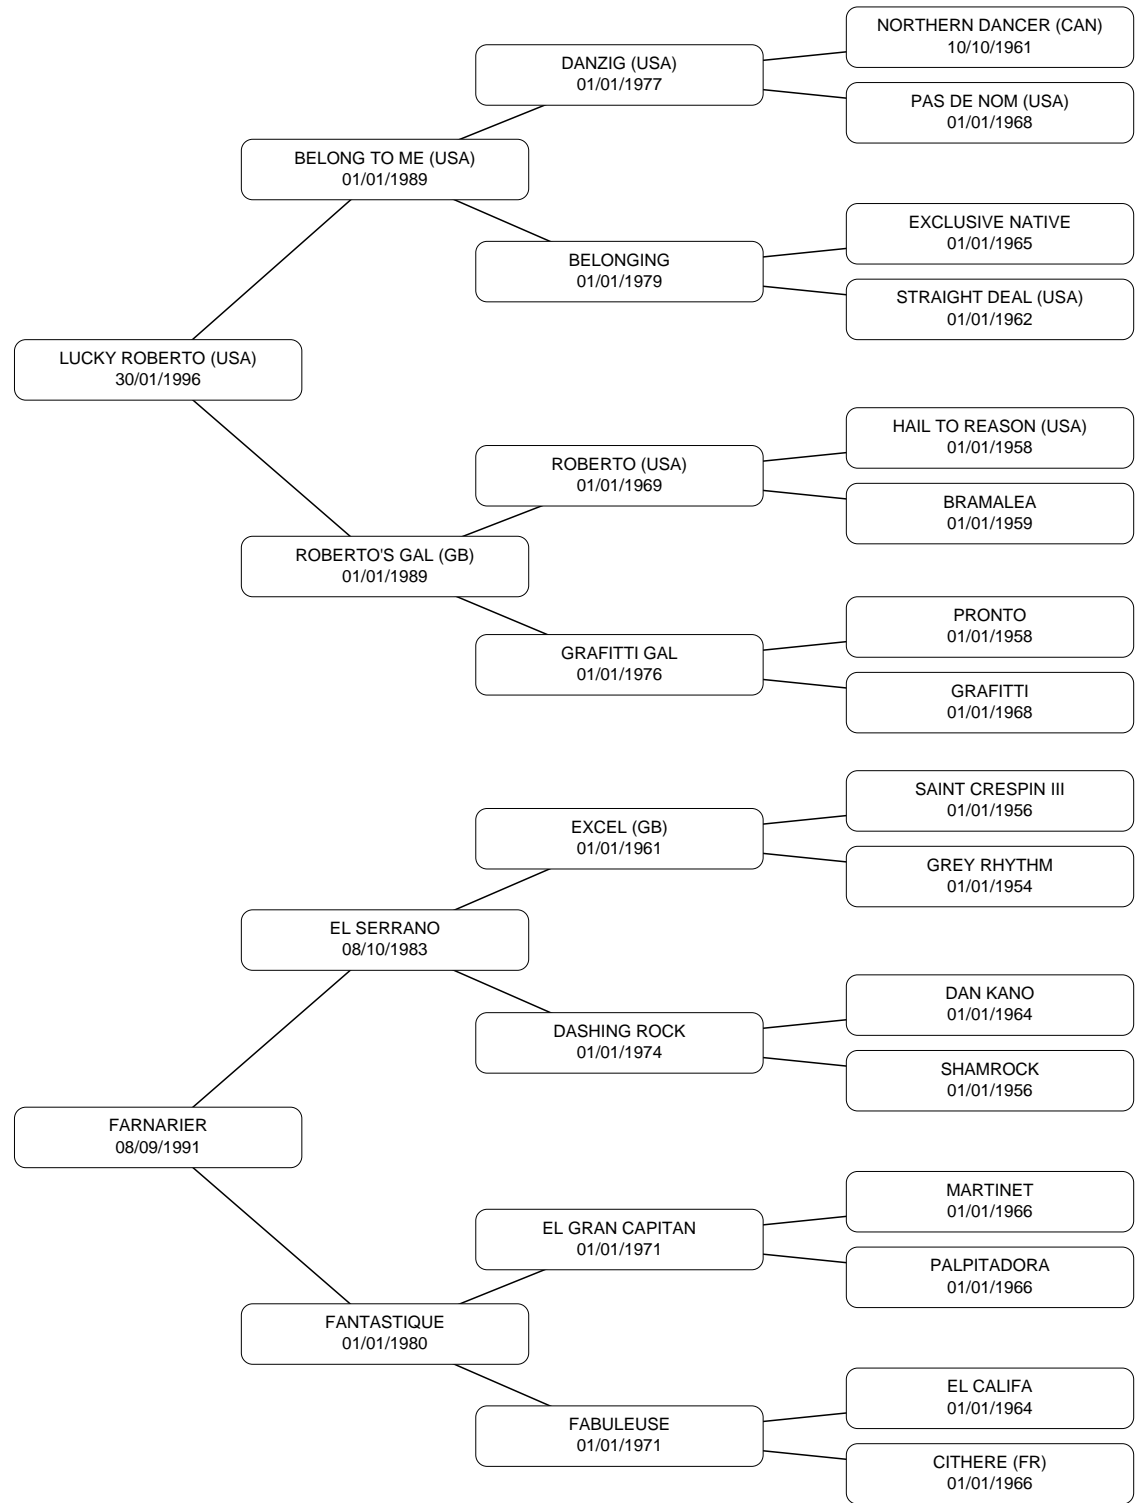 NORTHERN DANCER (CAN)
10/10/1961
DANZIG (USA)
01/01/1977
PAS DE NOM (USA)
01/01/1968
BELONG TO ME (USA)
01/01/1989
EXCLUSIVE NATIVE
01/01/1965
BELONGING
01/01/1979
STRAIGHT DEAL (USA)
01/01/1962
LUCKY ROBERTO (USA)
30/01/1996
HAIL TO REASON (USA)
01/01/1958
ROBERTO (USA)
01/01/1969
BRAMALEA
01/01/1959
ROBERTO'S GAL (GB)
01/01/1989
PRONTO
01/01/1958
GRAFITTI GAL
01/01/1976
GRAFITTI
01/01/1968
SAINT CRESPIN III
01/01/1956
EXCEL (GB)
01/01/1961
GREY RHYTHM
01/01/1954
EL SERRANO
08/10/1983
DAN KANO
01/01/1964
DASHING ROCK
01/01/1974
SHAMROCK
01/01/1956
FARNARIER
08/09/1991
MARTINET
01/01/1966
EL GRAN CAPITAN
01/01/1971
PALPITADORA
01/01/1966
FANTASTIQUE
01/01/1980
EL CALIFA
01/01/1964
FABULEUSE
01/01/1971
CITHERE (FR)
01/01/1966